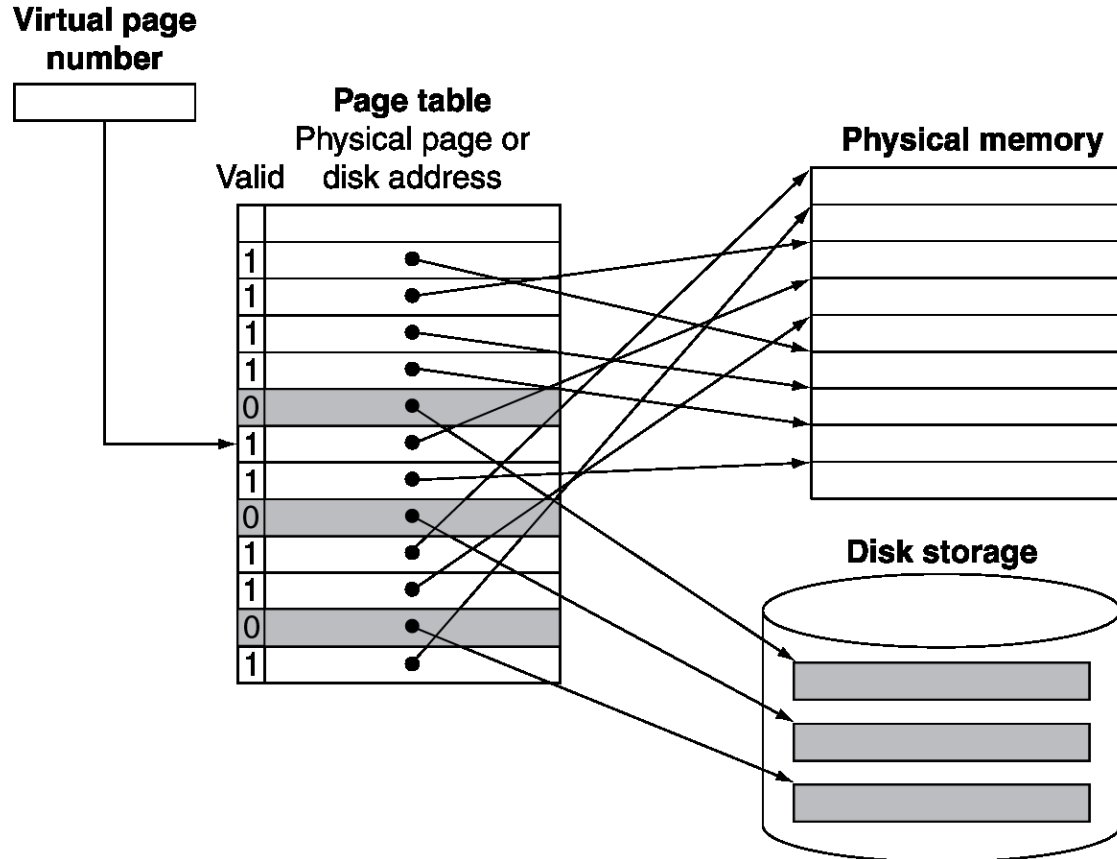 Virtual page
number
Page table
Physical page or
Valid disk address
Physical memory
1
1
1
1
0
1
1
0
1
1
0
1
Disk storage